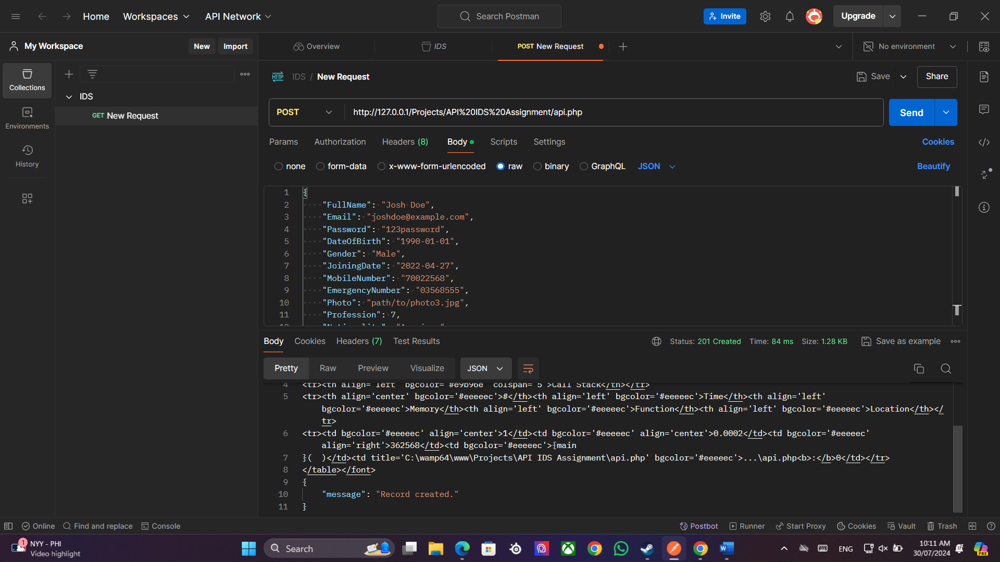 Home
Workspaces
API Network
Search Postman
Invite
Upgrade
My Workspace
New
Import
Overview
IDS
POST New Request
No environment
Collections
Environments
History
IDS
GET New Request
HTTP IDS / New Request
Save
Share
POST
http://127.0.0.1/Projects/API%20IDS%20Assignment/api.php
Send
Params
Authorization
Headers (8)
Body
Scripts
Settings
Cookies
none
form-data
x-www-form-urlencoded
raw
binary
GraphQL
JSON
Beautify
1 {
2 "FullName": "Josh Doe",
3 "Email": "joshdoe@example.com",
4 "Password": "123password",
5 "DateOfBirth": "1990-01-01",
6 "Gender": "Male",
7 "JoiningDate": "2022-04-27",
8 "MobileNumber": "70022568",
9 "EmergencyNumber": "03568555",
10 "Photo": "path/to/photo3.jpg",
11 "Profession": 7,
Body
Cookies
Headers (7)
Test Results
Status: 201 Created
Time: 84 ms
Size: 1.28 KB
Save as example
Pretty
Raw
Preview
Visualize
JSON
4 <tr><th align='left' bgcolor='#e9b96e' colspan='5'>Call Stack</th></tr>
5 <tr><th align='center' bgcolor='#eeeeec'>#</th><th align='left' bgcolor='#eeeeec'>Time</th><th align='left'
bgcolor='#eeeeec'>Memory</th><th align='left' bgcolor='#eeeeec'>Function</th><th align='left' bgcolor='#eeeeec'>Location</th></
tr>
6 <tr><td bgcolor='#eeeeec' align='center'>1</td><td bgcolor='#eeeeec' align='center'>0.0002</td><td bgcolor='#eeeeec'
align='right'>362568</td><td bgcolor='#eeeeec'>{main
7 }(  )</td><td title='C:\wamp64\www\Projects\API IDS Assignment\api.php' bgcolor='#eeeeec'>...\api.php<b>:</b>0</td></tr>
8 </table></font>
9 {
10 "message": "Record created."
11 }
Online
Find and replace
Console
Postbot
Runner
Start Proxy
Cookies
Vault
Trash
1
NYY - PHI
Video highlight
Search
ENG
10:11 AM
30/07/2024
PRE